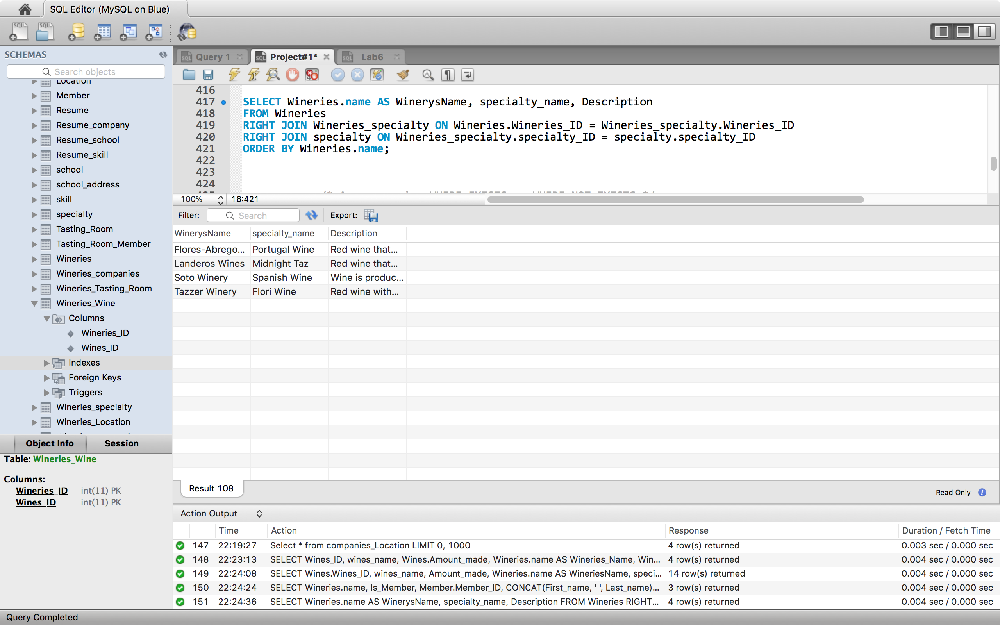 SQL Editor (MySQL on Blue)
SCHEMAS
Search objects
Location
Member
Resume
Resume_company
Resume_school
Resume_skill
school
school_address
skill
specialty
Tasting_Room
Tasting_Room_Member
Wineries
Wineries_companies
Wineries_Tasting_Room
Wineries_Wine
Columns
Wineries_ID
Wines_ID
Indexes
Foreign Keys
Triggers
Wineries_specialty
Wineries_Location
Object Info Session
Table: Wineries_Wine
Columns:
Wineries_ID int(11) PK
Wines_ID int(11) PK
Query 1 Project#1* Lab6
416
417 SELECT Wineries.name AS WinerysName, specialty_name, Description
418 FROM Wineries
419 RIGHT JOIN Wineries_specialty ON Wineries.Wineries_ID = Wineries_specialty.Wineries_ID
420 RIGHT JOIN specialty ON Wineries_specialty.specialty_ID = specialty.specialty_ID
421 ORDER BY Wineries.name;
422
423
424
425 /* A query using WHERE EXISTS or WHERE NOT EXISTS */
100% 16:421
Filter: Search Export:
WinerysName specialty_name Description
Flores-Abrego... Portugal Wine Red wine that...
Landeros Wines Midnight Taz Red wine that...
Soto Winery Spanish Wine Wine is produc...
Tazzer Winery Flori Wine Red wine with...
Result 108
Read Only
Action Output
Time Action Response Duration / Fetch Time
147 22:19:27 Select * from companies_Location LIMIT 0, 1000 4 row(s) returned 0.003 sec / 0.000 sec
148 22:23:13 SELECT Wines_ID, wines_name, Wines.Amount_made, Wineries.name AS Wineries_Name, Win... 4 row(s) returned 0.004 sec / 0.000 sec
149 22:24:08 SELECT Wines.Wines_ID, wines_name, Amount_made, Wineries.name AS WineriesName, speci... 14 row(s) returned 0.004 sec / 0.000 sec
150 22:24:24 SELECT Wineries.name, Is_Member, Member.Member_ID, CONCAT(First_name, ' ', Last_name)... 3 row(s) returned 0.004 sec / 0.000 sec
151 22:24:36 SELECT Wineries.name AS WinerysName, specialty_name, Description FROM Wineries RIGHT... 4 row(s) returned 0.004 sec / 0.000 sec
Query Completed